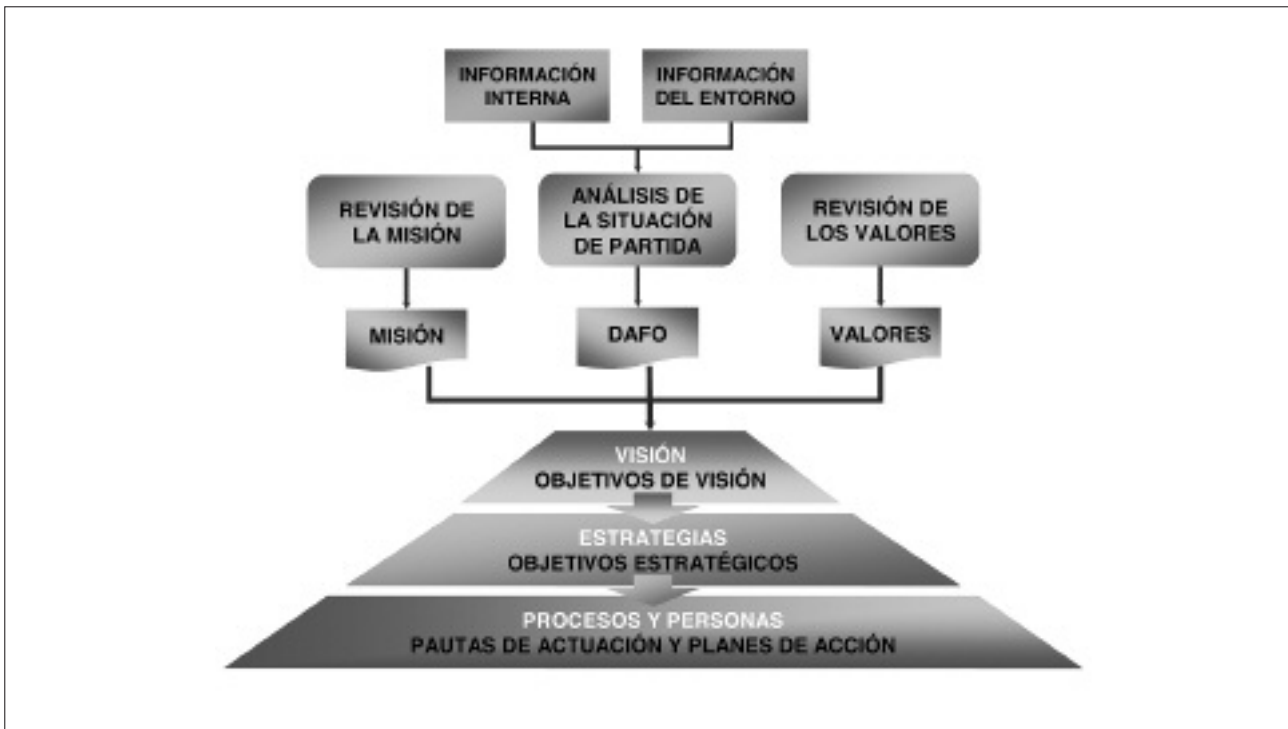 INFORMACIÓN
INTERNA
INFORMACIÓN
DEL ENTORNO
REVISIÓN DE
LA MISIÓN
ANÁLISIS DE
LA SITUACIÓN
DE PARTIDA
REVISIÓN DE
LOS VALORES
MISIÓN
DAFO
VALORES
VISIÓN
OBJETIVOS DE VISIÓN
ESTRATEGIAS
OBJETIVOS ESTRATÉGICOS
PROCESOS Y PERSONAS
PAUTAS DE ACTUACIÓN Y PLANES DE ACCIÓN